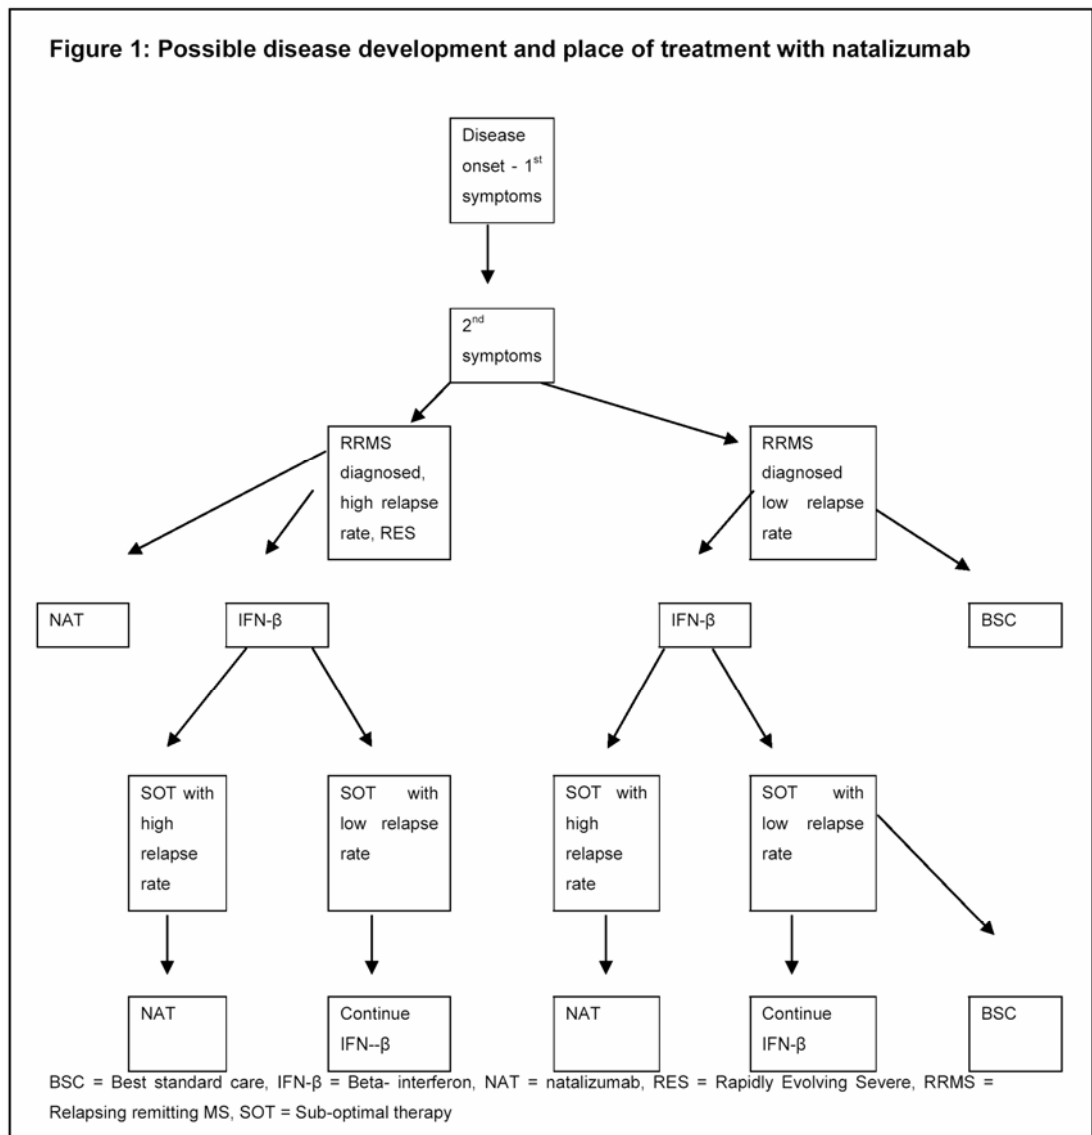 Figure 1: Possible disease development and place of treatment with natalizumab
Disease
onset - 1st
symptoms
2nd
symptoms
RRMS
diagnosed,
high relapse
rate, RES
RRMS
diagnosed
low relapse
rate
NAT
IFN-β
IFN-β
BSC
SOT with
high
relapse
rate
SOT with
low relapse
rate
SOT with
high
relapse
rate
SOT with
low relapse
rate
NAT
Continue
IFN--β
NAT
Continue
IFN-β
BSC
BSC = Best standard care, IFN-β = Beta- interferon, NAT = natalizumab, RES = Rapidly Evolving Severe, RRMS =
Relapsing remitting MS, SOT = Sub-optimal therapy